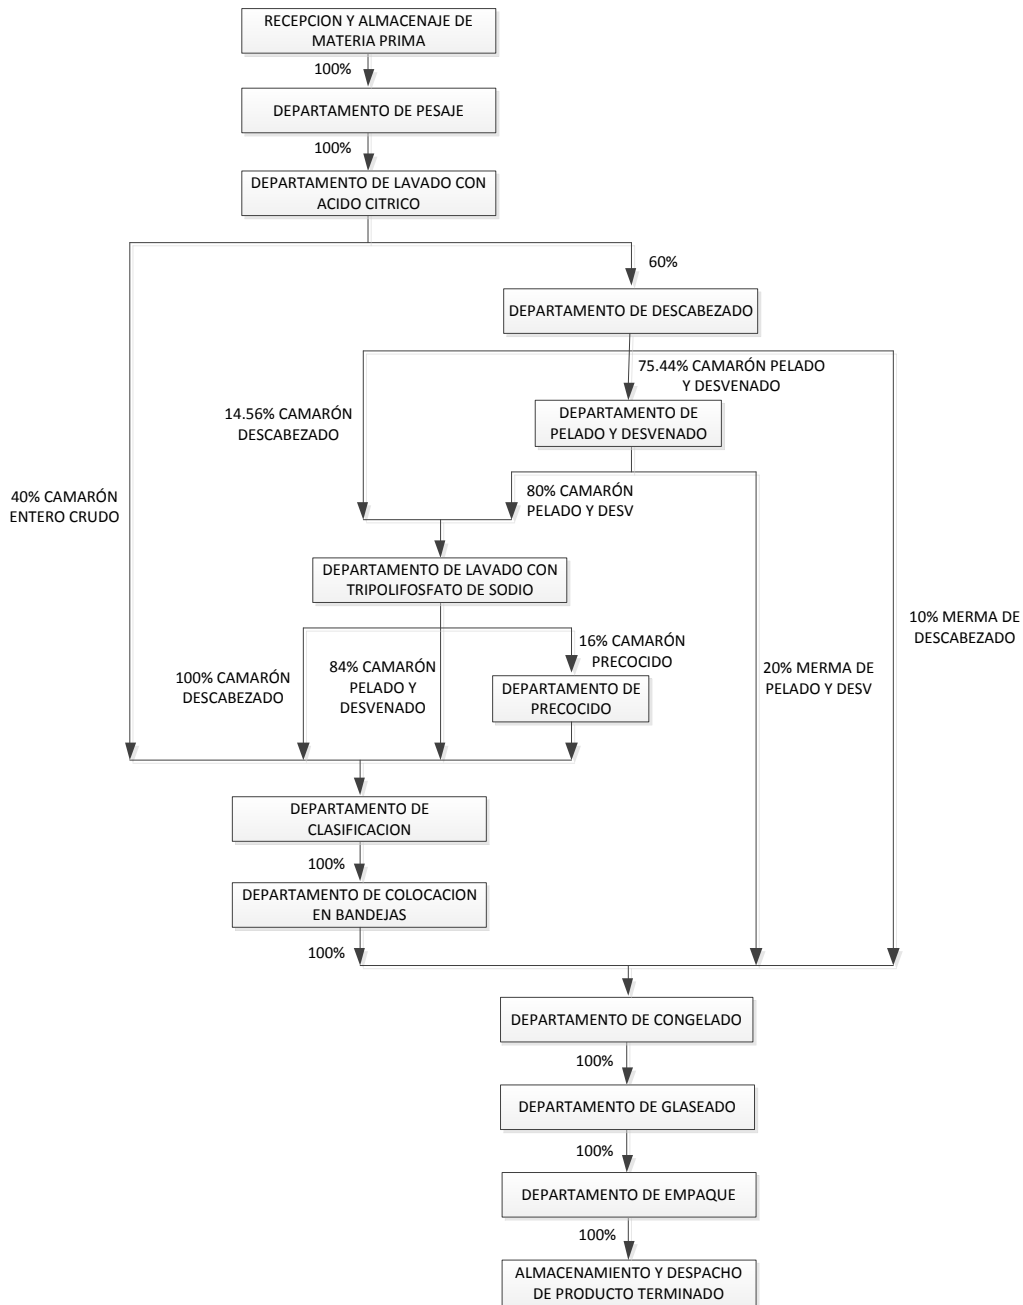 RECEPCION Y ALMACENAJE DE
MATERIA PRIMA
100%
DEPARTAMENTO DE PESAJE
100%
DEPARTAMENTO DE LAVADO CON
ACIDO CITRICO
60%
DEPARTAMENTO DE DESCABEZADO
75.44% CAMARÓN PELADO
Y DESVENADO
14.56% CAMARÓN
DESCABEZADO
DEPARTAMENTO DE
PELADO Y DESVENADO
40% CAMARÓN
ENTERO CRUDO
80% CAMARÓN
PELADO Y DESV
DEPARTAMENTO DE LAVADO CON
TRIPOLIFOSFATO DE SODIO
10% MERMA DE
DESCABEZADO
100% CAMARÓN
DESCABEZADO
84% CAMARÓN
PELADO Y
DESVENADO
16% CAMARÓN
PRECOCIDO
20% MERMA DE
PELADO Y DESV
DEPARTAMENTO DE
PRECOCIDO
DEPARTAMENTO DE
CLASIFICACION
100%
DEPARTAMENTO DE COLOCACION
EN BANDEJAS
100%
DEPARTAMENTO DE CONGELADO
100%
DEPARTAMENTO DE GLASEADO
100%
DEPARTAMENTO DE EMPAQUE
100%
ALMACENAMIENTO Y DESPACHO
DE PRODUCTO TERMINADO